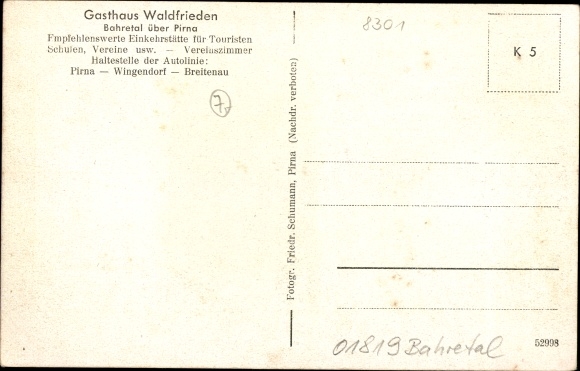 Gasthaus Waldfrieden
Bahretal über Pirna
Empfehlenswerte Einkehrstätte für Touristen
Schulen, Vereine usw. — Vereinszimmer
Haltestelle der Autolinie:
Pirna — Wingendorf — Breitenau
7.
Fotogr. Friedr. Schumann, Pirna (Nachdr. verboten)
8301
K 5
01819 Bahretal
52998